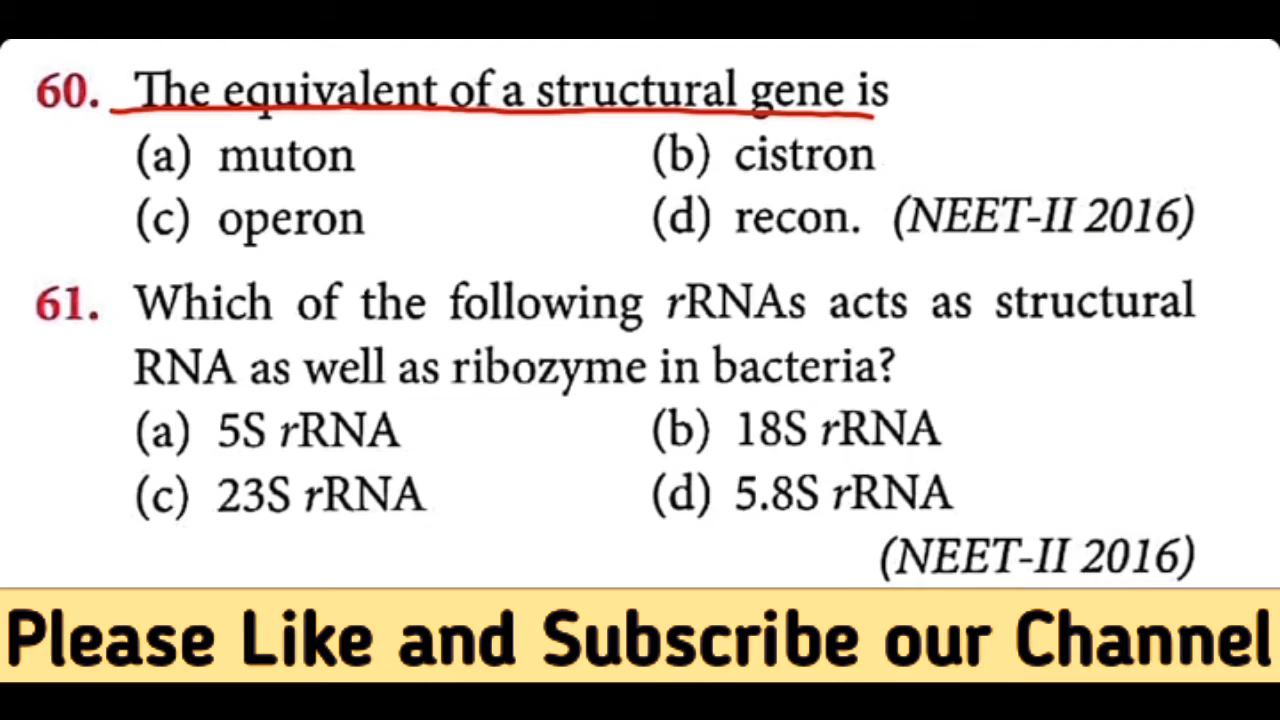 60. The equivalent of a structural gene is
(a) muton (b) cistron
(c) operon (d) recon. (NEET-II 2016)
61. Which of the following rRNAs acts as structural
RNA as well as ribozyme in bacteria?
(a) 5S rRNA (b) 18S rRNA
(c) 23S rRNA (d) 5.8S rRNA
(NEET-II 2016)
Please Like and Subscribe our Channel